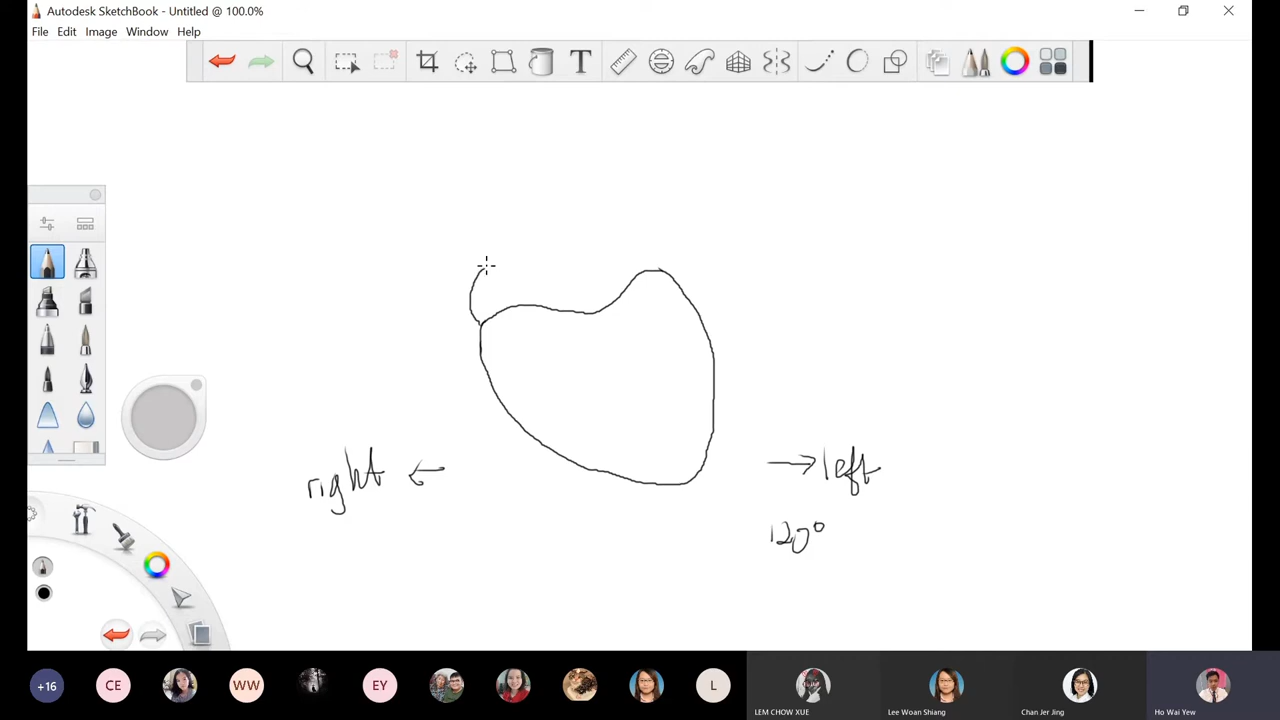 Autodesk SketchBook - Untitled @ 100.0%
File Edit Image Window Help
T
right ←
→ left
120°
+16 CE WW EY L
LEM CHOW XUE Lee Woan Shiang Chan Jer Jing Ho Wai Yew